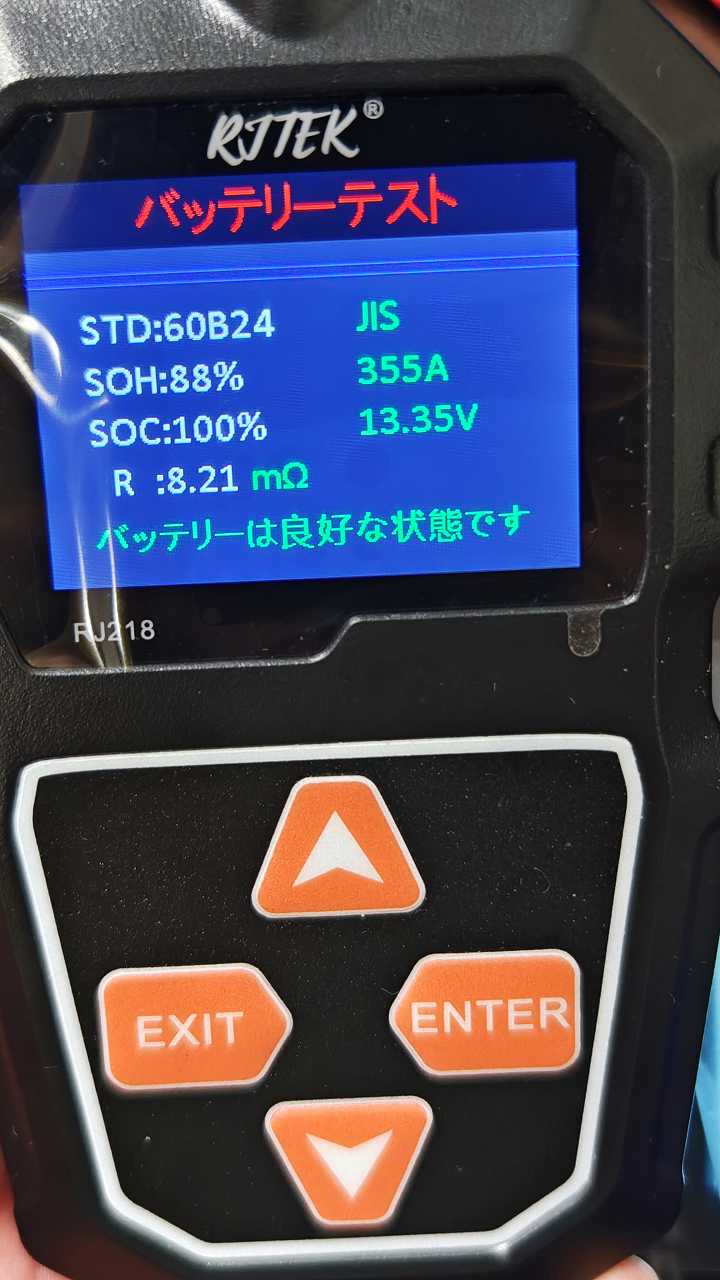 RJTEK®
バッテリーテスト
STD:60B24 JIS
SOH:88% 355A
SOC:100% 13.35V
R :8.21 mΩ
バッテリーは良好な状態です
RJ218
EXIT
ENTER